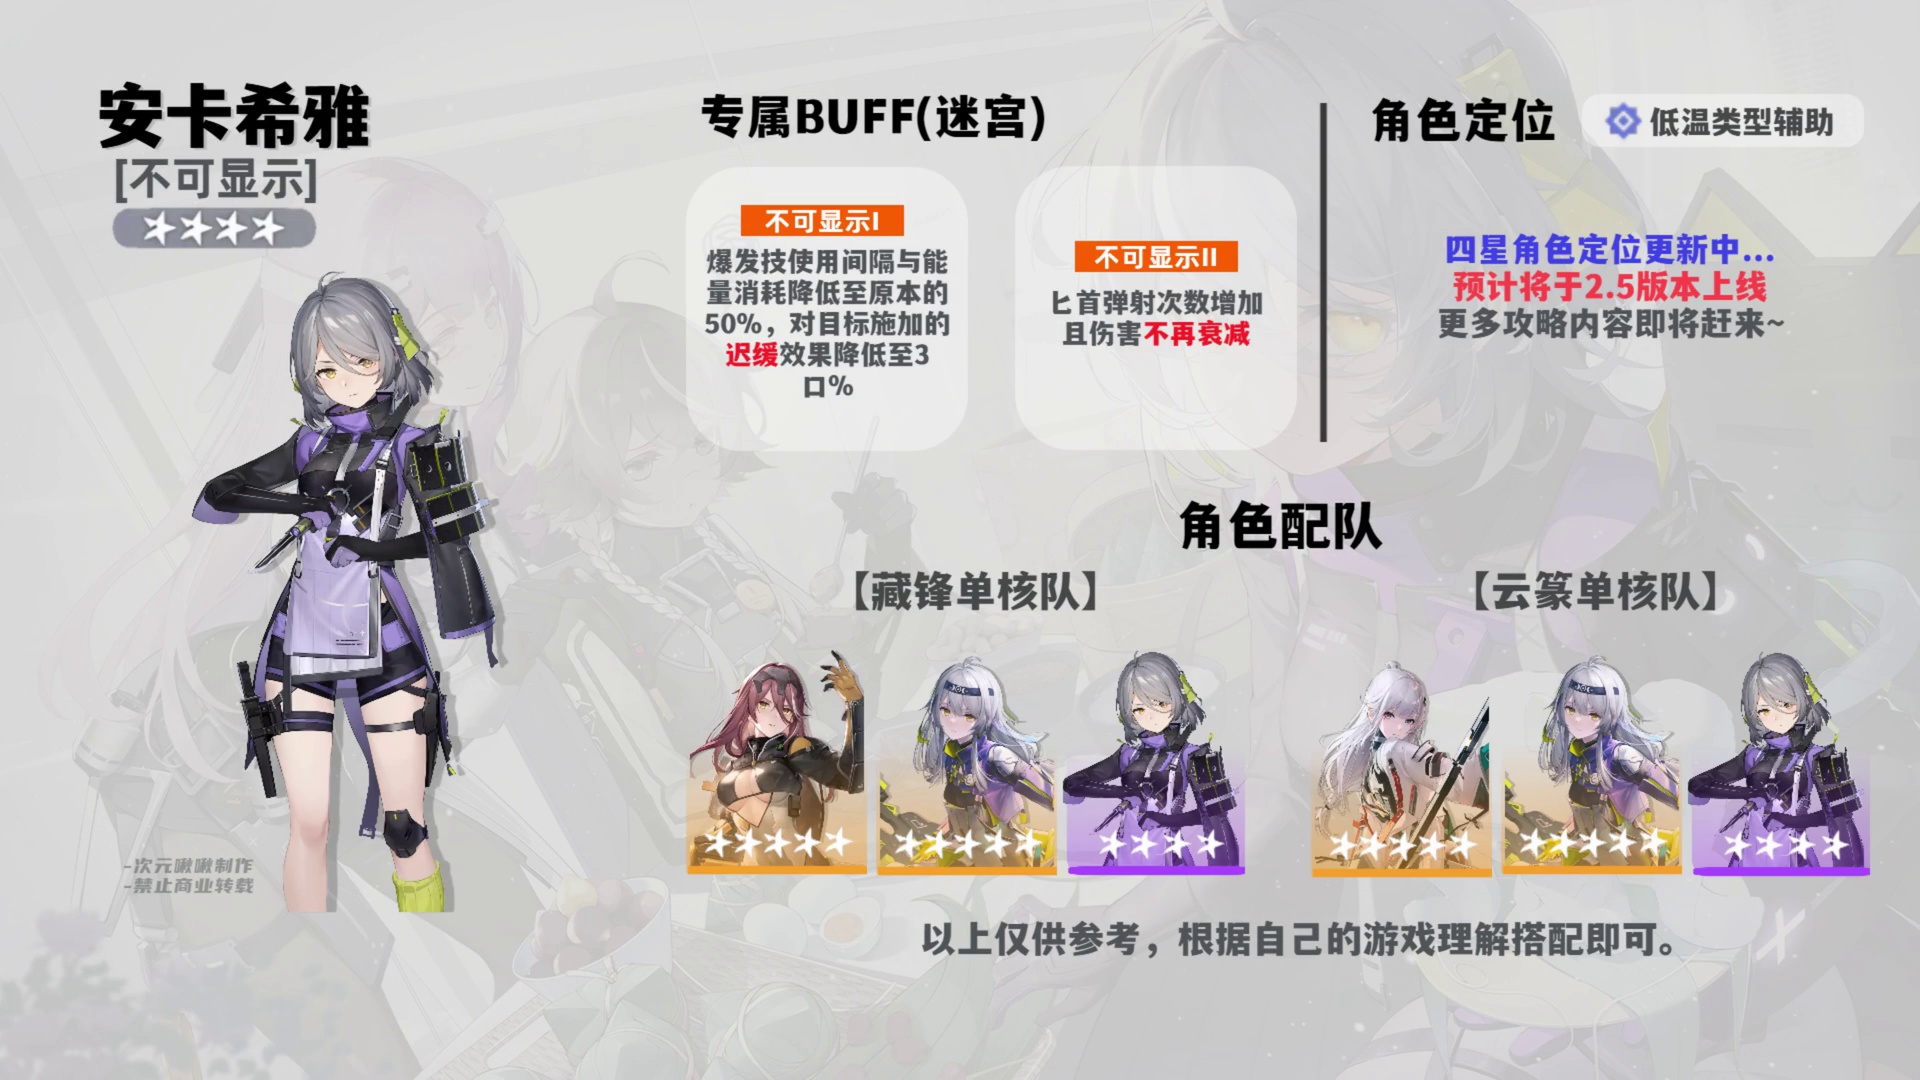 安卡希雅
[不可显示]
专属BUFF(迷宫)
不可显示I
爆发技使用间隔与能
量消耗降低至原本的
50%，对目标施加的
迟缓效果降低至3
口%
不可显示II
匕首弹射次数增加
且伤害不再衰减
角色定位
低温类型辅助
四星角色定位更新中...
预计将于2.5版本上线
更多攻略内容即将赶来~
角色配队
【藏锋单核队】
【云篆单核队】
-次元啾啾制作
-禁止商业转载
以上仅供参考，根据自己的游戏理解搭配即可。